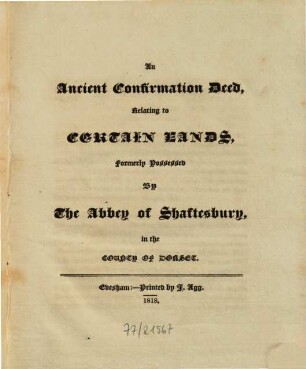 An
Ancient Confirmation Deed,
Relating to
CERTAIN LANDS,
Formerly Possessed
By
The Abbey of Shaftesbury,
in the
COUNTY OF DORSET.
Evesham:—Printed by J. Agg.
1818.
77/21567